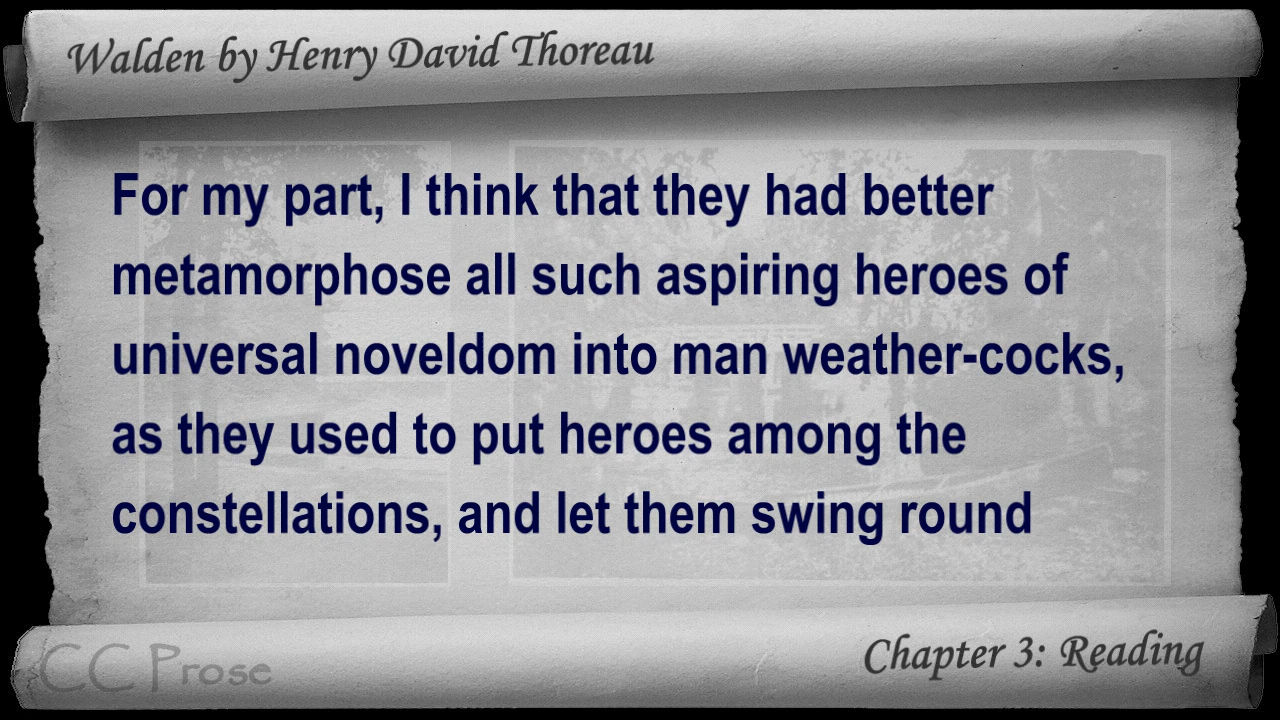 Walden by Henry David Thoreau
For my part, I think that they had better
metamorphose all such aspiring heroes of
universal noveldom into man weather-cocks,
as they used to put heroes among the
constellations, and let them swing round
CC Prose
Chapter 3: Reading